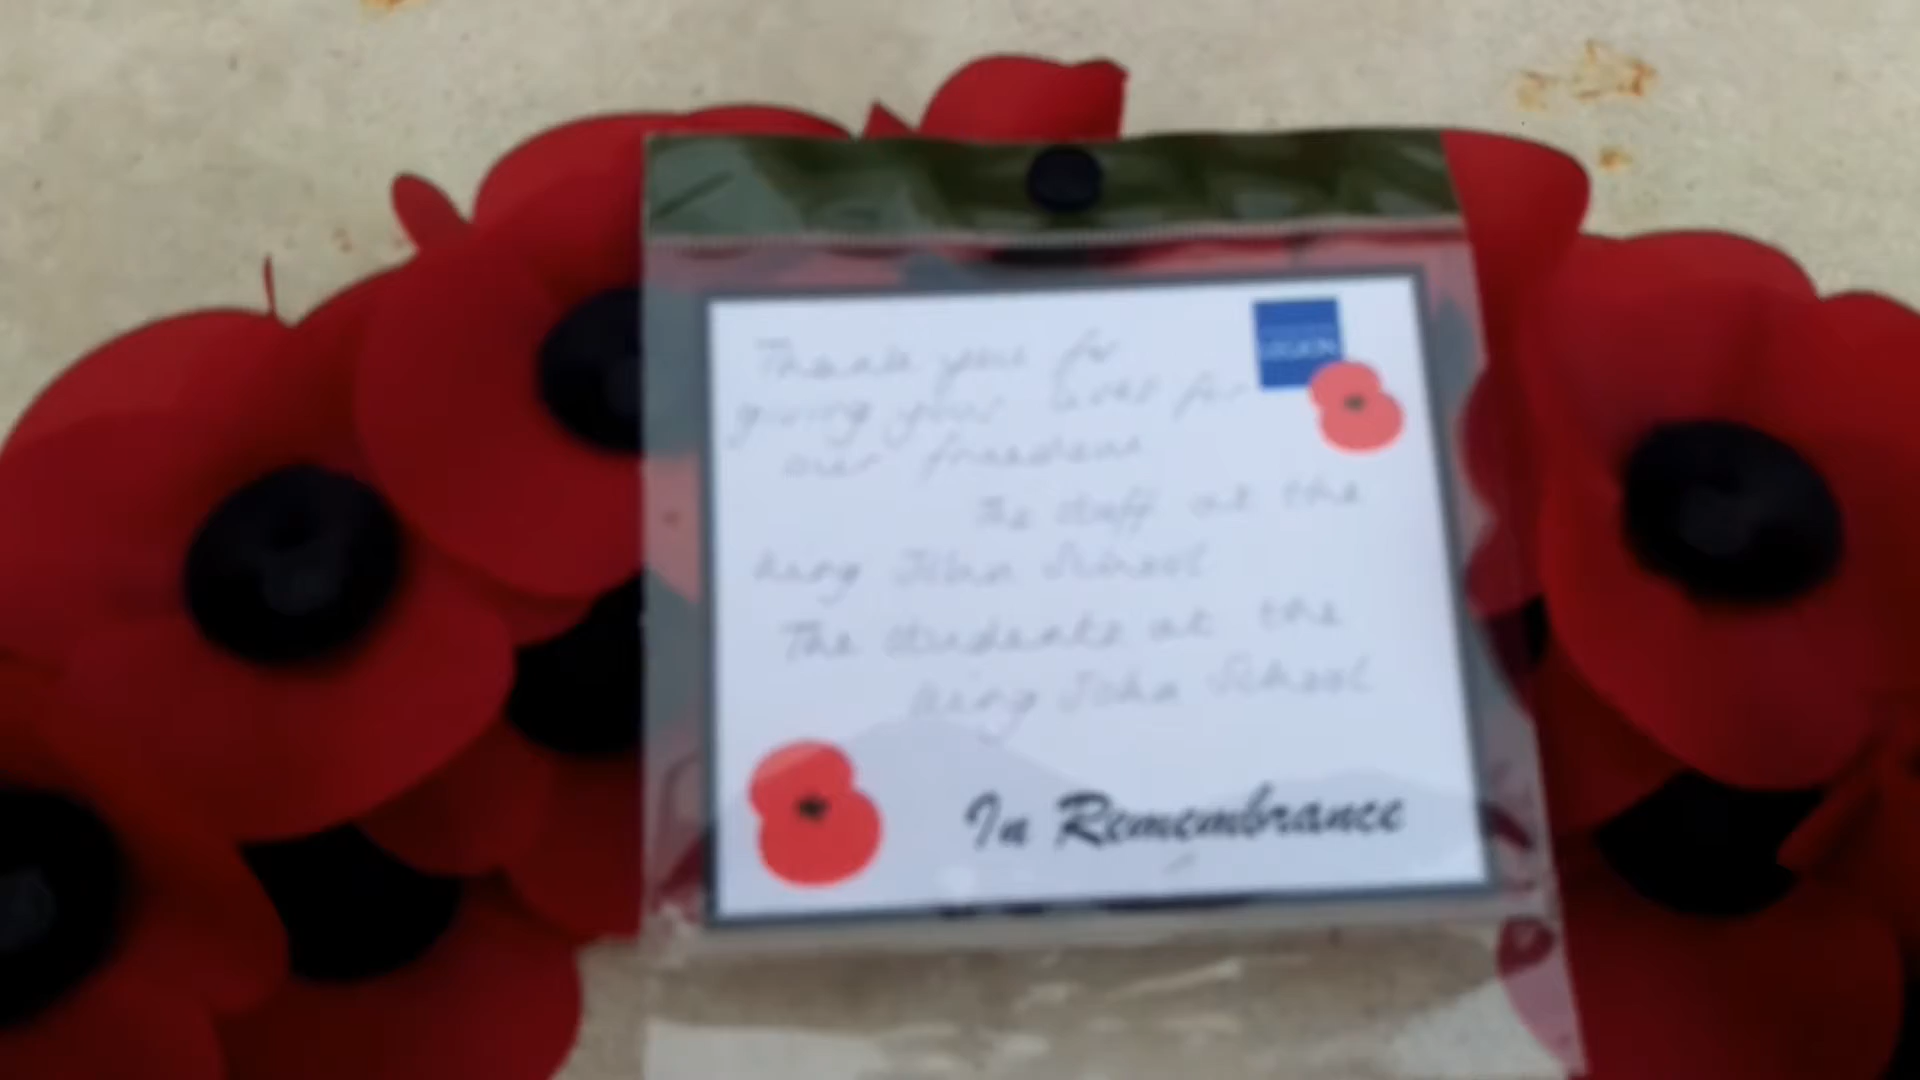 Thank you for
giving your lives for
our freedom
The staff at the
King John School
The students at the
King John School
In Remembrance
LEGION